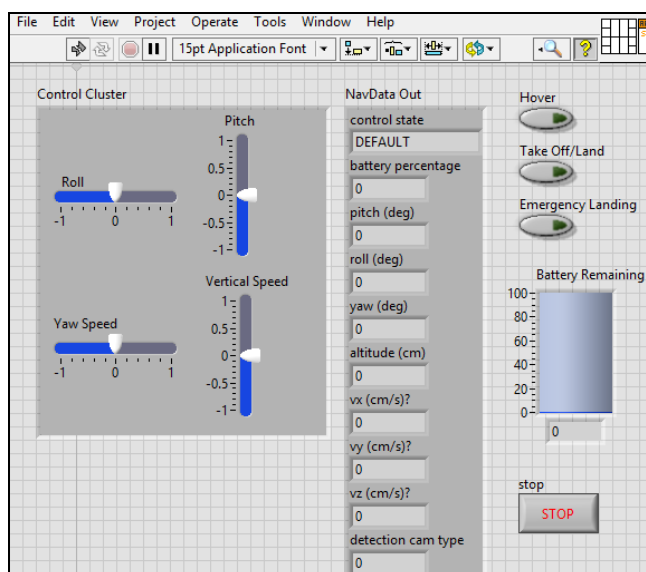 File Edit View Project Operate Tools Window Help
15pt Application Font
Control Cluster
Pitch
1
0.5
0
-0.5
-1
Roll
-1 0 1
Vertical Speed
1
0.5
0
-0.5
-1
Yaw Speed
-1 0 1
NavData Out
control state
DEFAULT
battery percentage
0
pitch (deg)
0
roll (deg)
0
yaw (deg)
0
altitude (cm)
0
vx (cm/s)?
0
vy (cm/s)?
0
vz (cm/s)?
0
detection cam type
0
Hover
Take Off/Land
Emergency Landing
Battery Remaining
100
80
60
40
20
0
0
stop
STOP